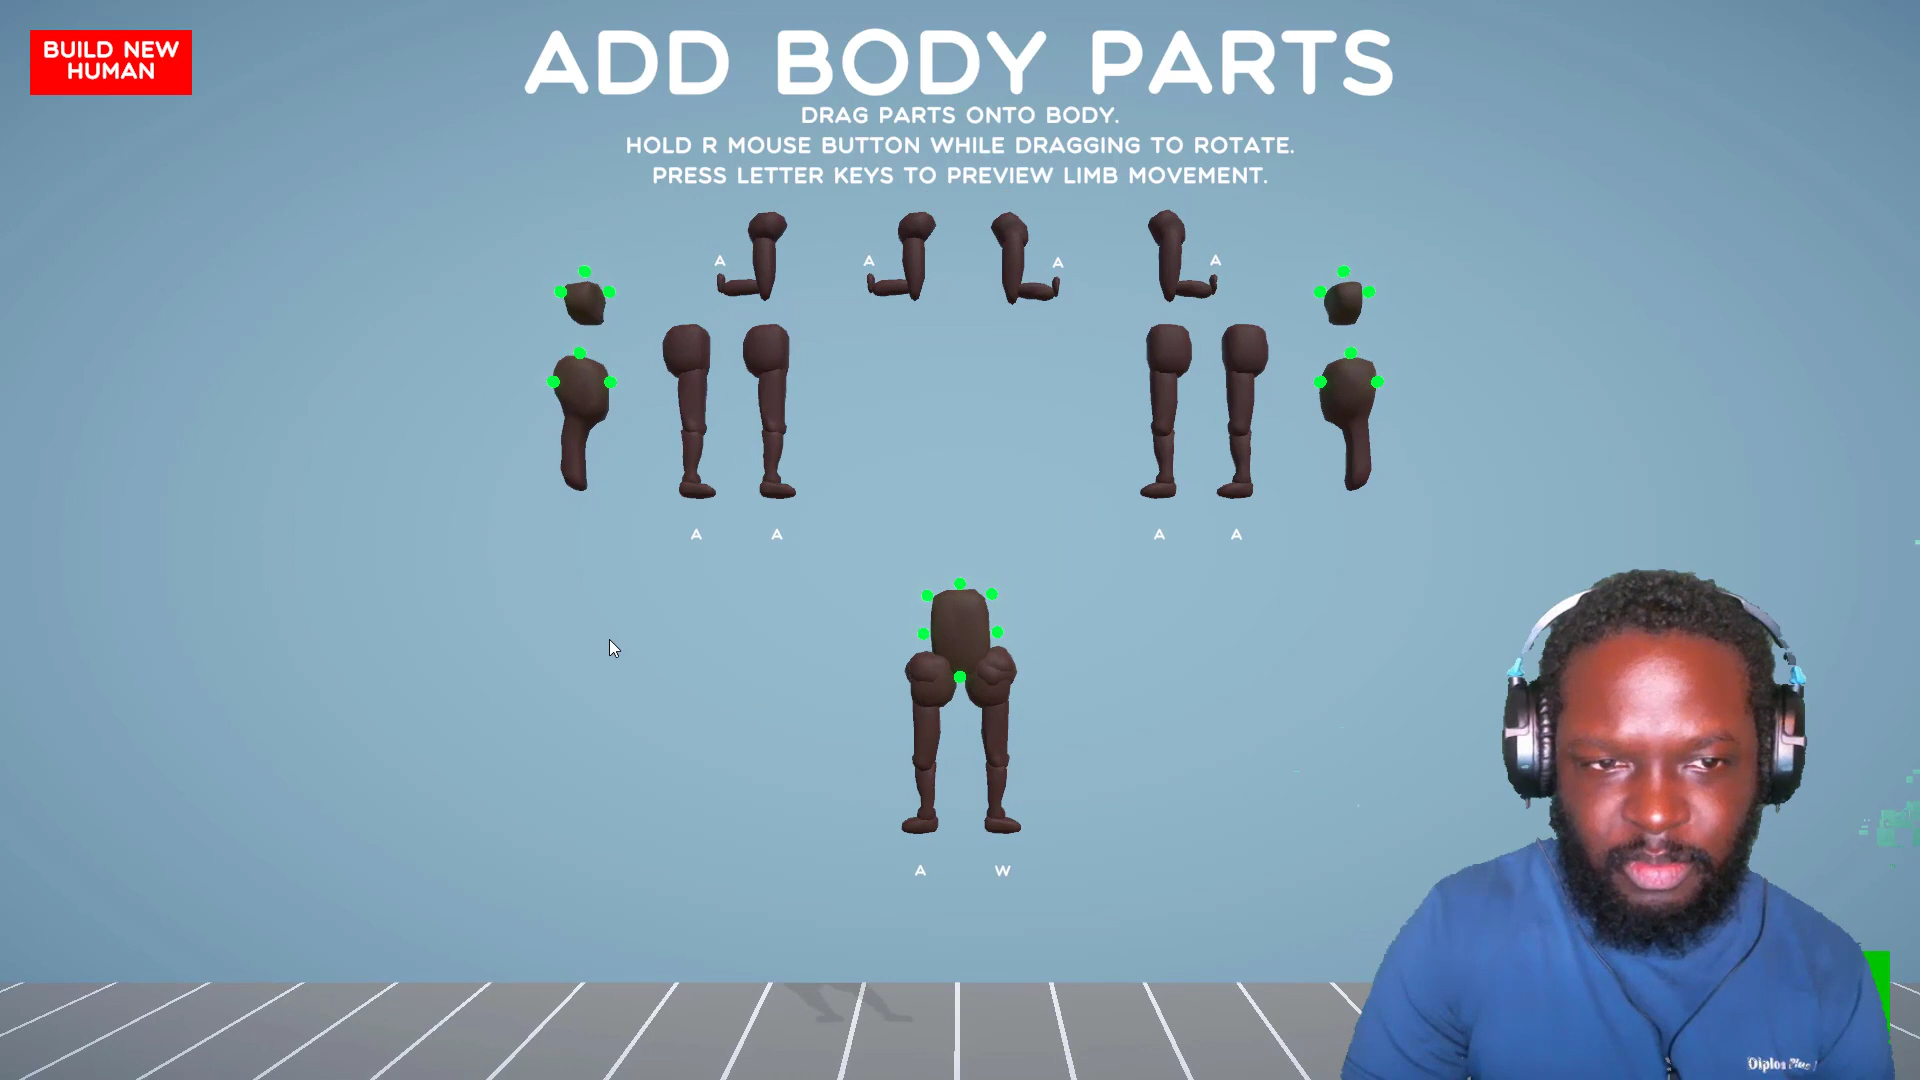 BUILD NEW
HUMAN
ADD BODY PARTS
DRAG PARTS ONTO BODY.
HOLD R MOUSE BUTTON WHILE DRAGGING TO ROTATE.
PRESS LETTER KEYS TO PREVIEW LIMB MOVEMENT.
A A A A
A A A A
A W